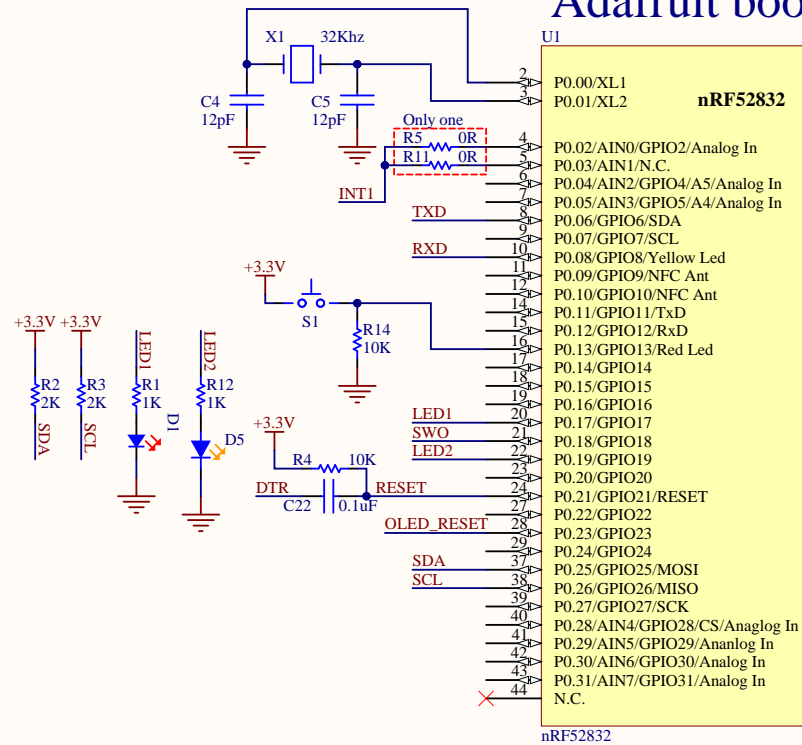 Adafruit boo
X1 32Khz
C4
12pF
C5
12pF
Only one
R5 0R
R11 0R
INT1
TXD
RXD
+3.3V
S1
R14
10K
+3.3V +3.3V
R2
2K
SDA
R3
2K
SCL
LED1
R1
1K
D1
LED2
R12
1K
D5
+3.3V
R4 10K
DTR
C22 0.1uF
RESET
LED1
SWO
LED2
OLED_RESET
SDA
SCL
U1
nRF52832
2 P0.00/XL1
3 P0.01/XL2
4 P0.02/AIN0/GPIO2/Analog In
5 P0.03/AIN1/N.C.
6 P0.04/AIN2/GPIO4/A5/Analog In
7 P0.05/AIN3/GPIO5/A4/Analog In
8 P0.06/GPIO6/SDA
9 P0.07/GPIO7/SCL
10 P0.08/GPIO8/Yellow Led
11 P0.09/GPIO9/NFC Ant
12 P0.10/GPIO10/NFC Ant
14 P0.11/GPIO11/TxD
15 P0.12/GPIO12/RxD
16 P0.13/GPIO13/Red Led
17 P0.14/GPIO14
18 P0.15/GPIO15
19 P0.16/GPIO16
20 P0.17/GPIO17
21 P0.18/GPIO18
22 P0.19/GPIO19
23 P0.20/GPIO20
24 P0.21/GPIO21/RESET
27 P0.22/GPIO22
28 P0.23/GPIO23
29 P0.24/GPIO24
37 P0.25/GPIO25/MOSI
38 P0.26/GPIO26/MISO
39 P0.27/GPIO27/SCK
40 P0.28/AIN4/GPIO28/CS/Anaglog In
41 P0.29/AIN5/GPIO29/Ananlog In
42 P0.30/AIN6/GPIO30/Analog In
43 P0.31/AIN7/GPIO31/Analog In
44 N.C.
nRF52832